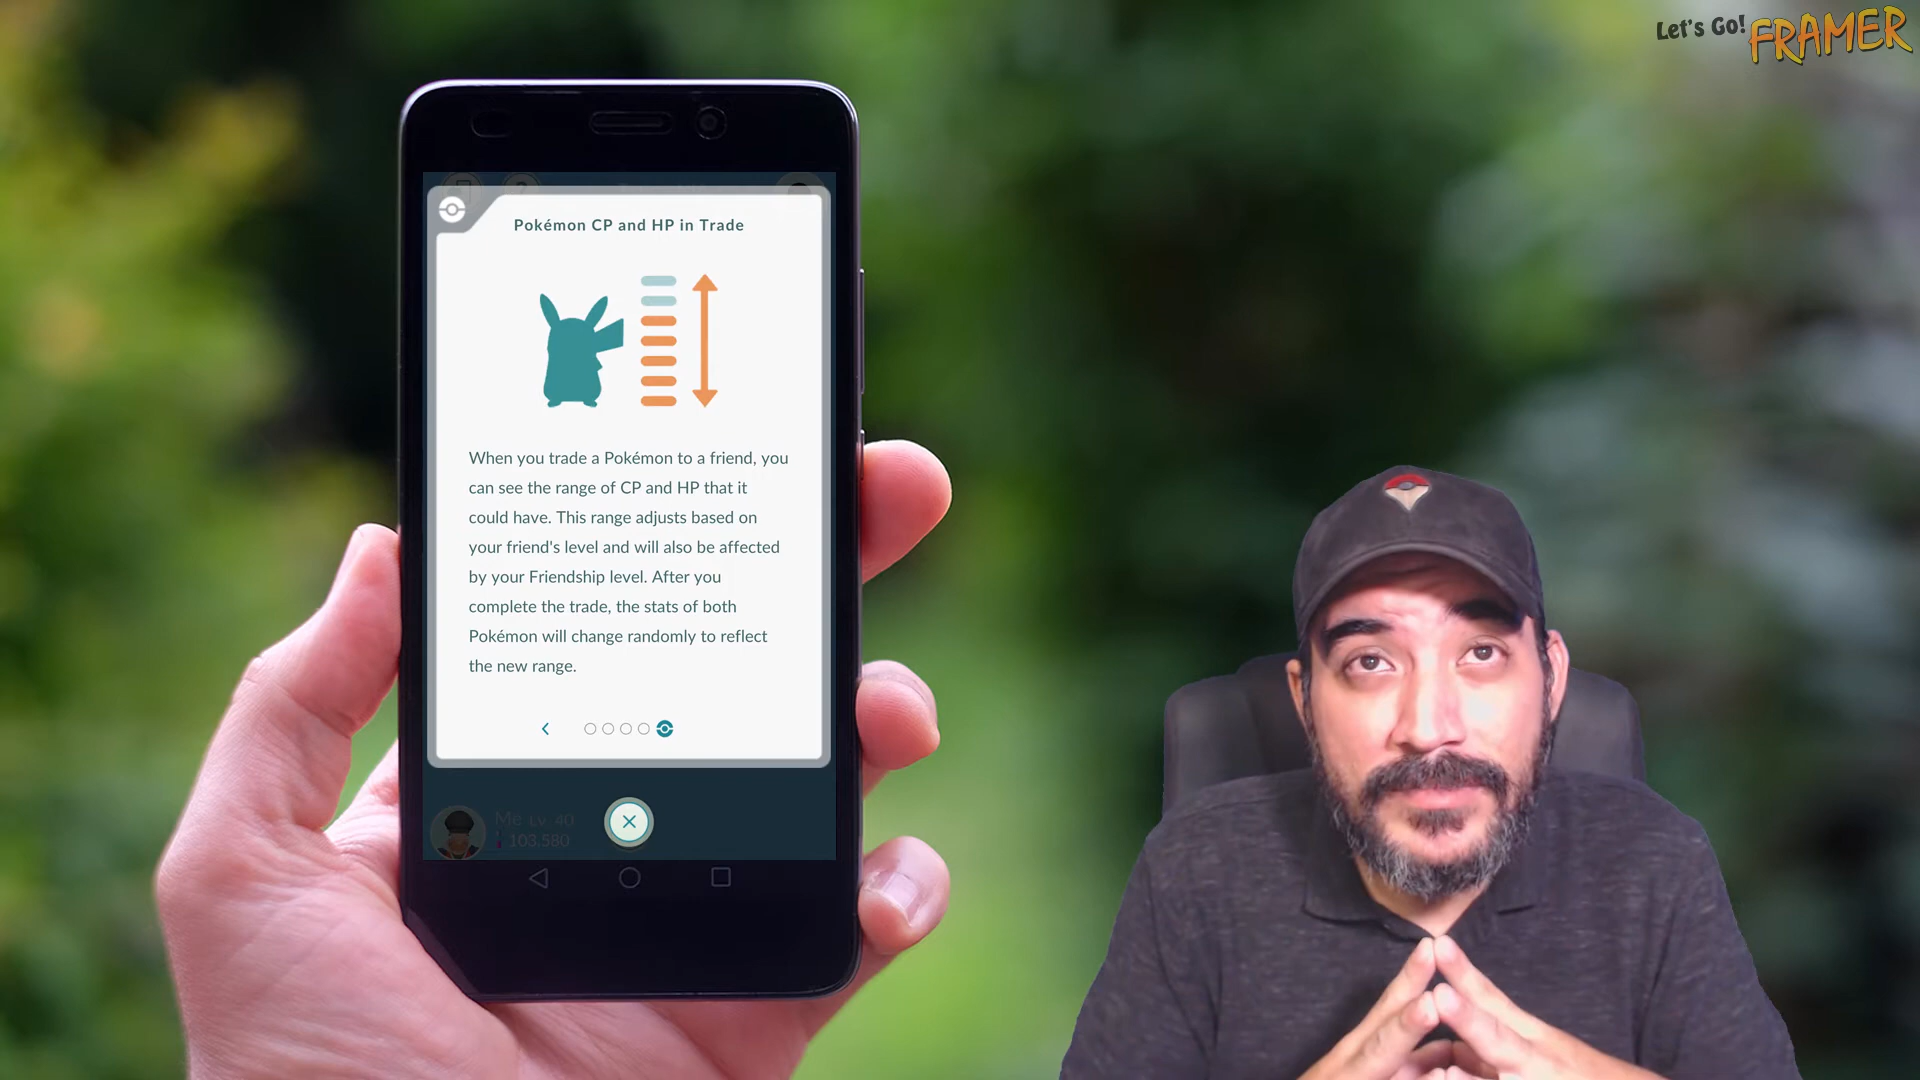 Let's Go! FRAMER
Pokémon CP and HP in Trade
When you trade a Pokémon to a friend, you
can see the range of CP and HP that it
could have. This range adjusts based on
your friend's level and will also be affected
by your Friendship level. After you
complete the trade, the stats of both
Pokémon will change randomly to reflect
the new range.
Me Lv. 40
103,580